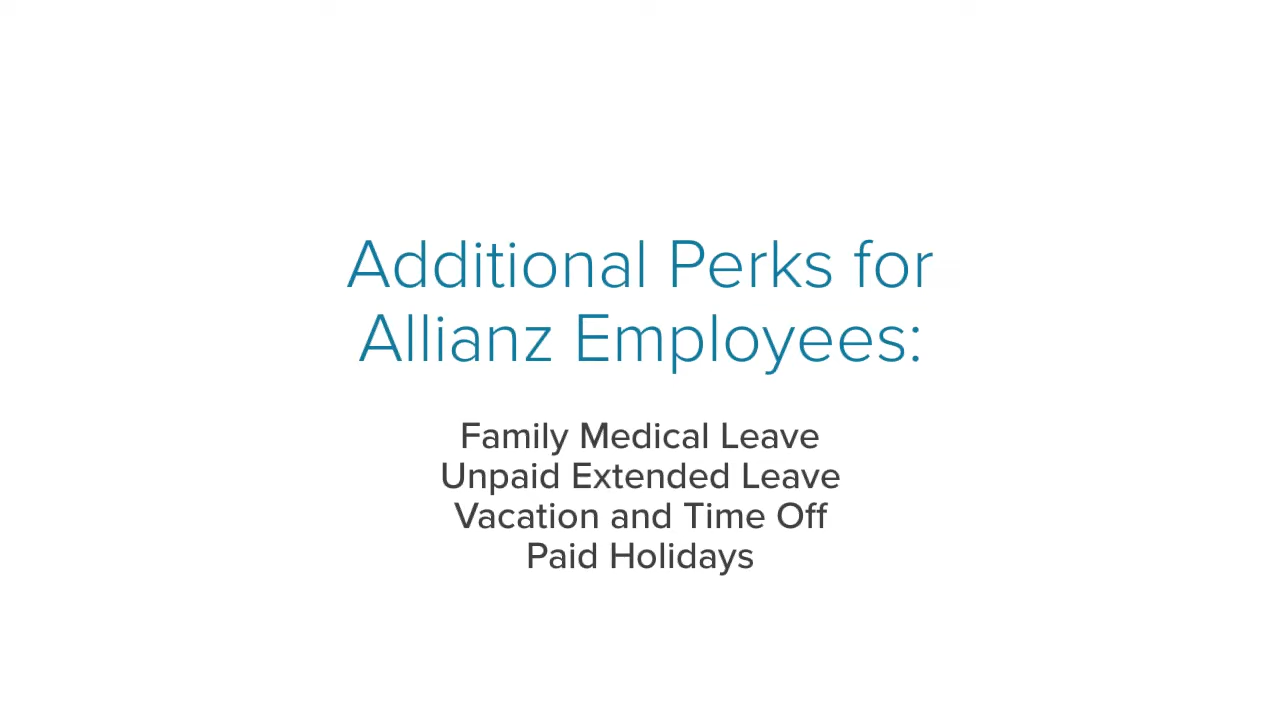 Additional Perks for
Allianz Employees:
Family Medical Leave
Unpaid Extended Leave
Vacation and Time Off
Paid Holidays